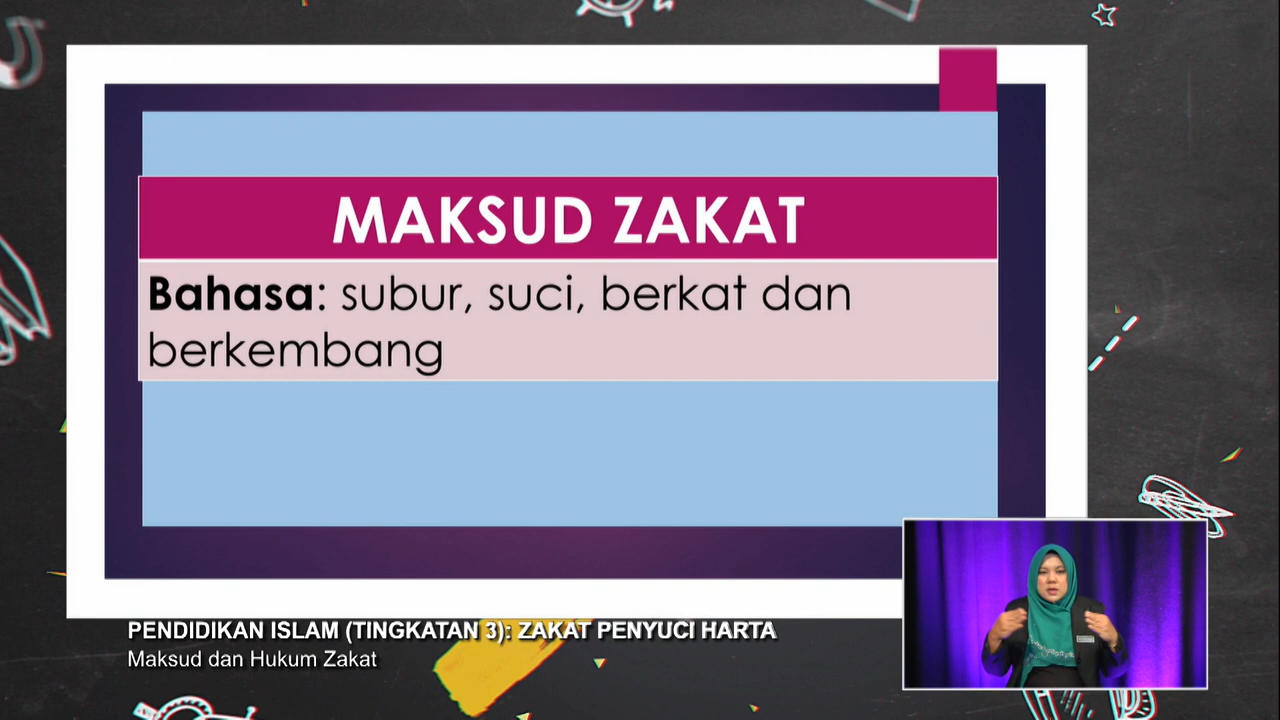 MAKSUD ZAKAT
Bahasa: subur, suci, berkat dan
berkembang
PENDIDIKAN ISLAM (TINGKATAN 3): ZAKAT PENYUCI HARTA
Maksud dan Hukum Zakat